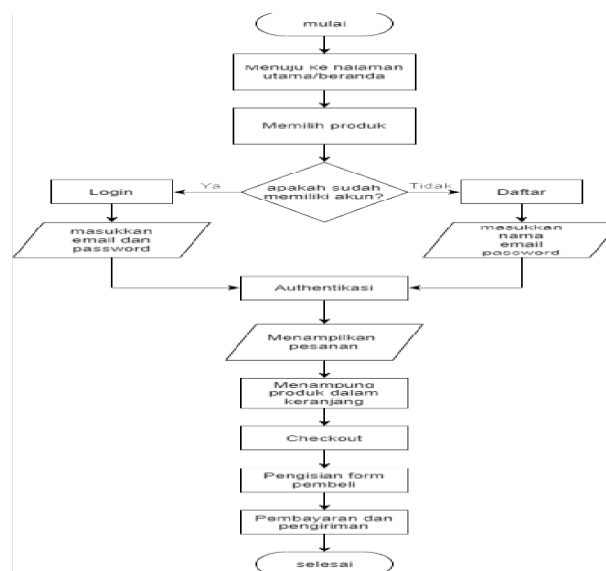 mulai
Menuju ke halaman
utama/beranda
Memilih produk
apakah sudah
memiliki akun?
Ya
Tidak
Login
Daftar
masukkan
email dan
password
masukkan
nama
email
password
Authentikasi
Menampilkan
pesanan
Menampung
produk dalam
keranjang
Checkout
Pengisian form
pembeli
Pembayaran dan
pengiriman
selesai